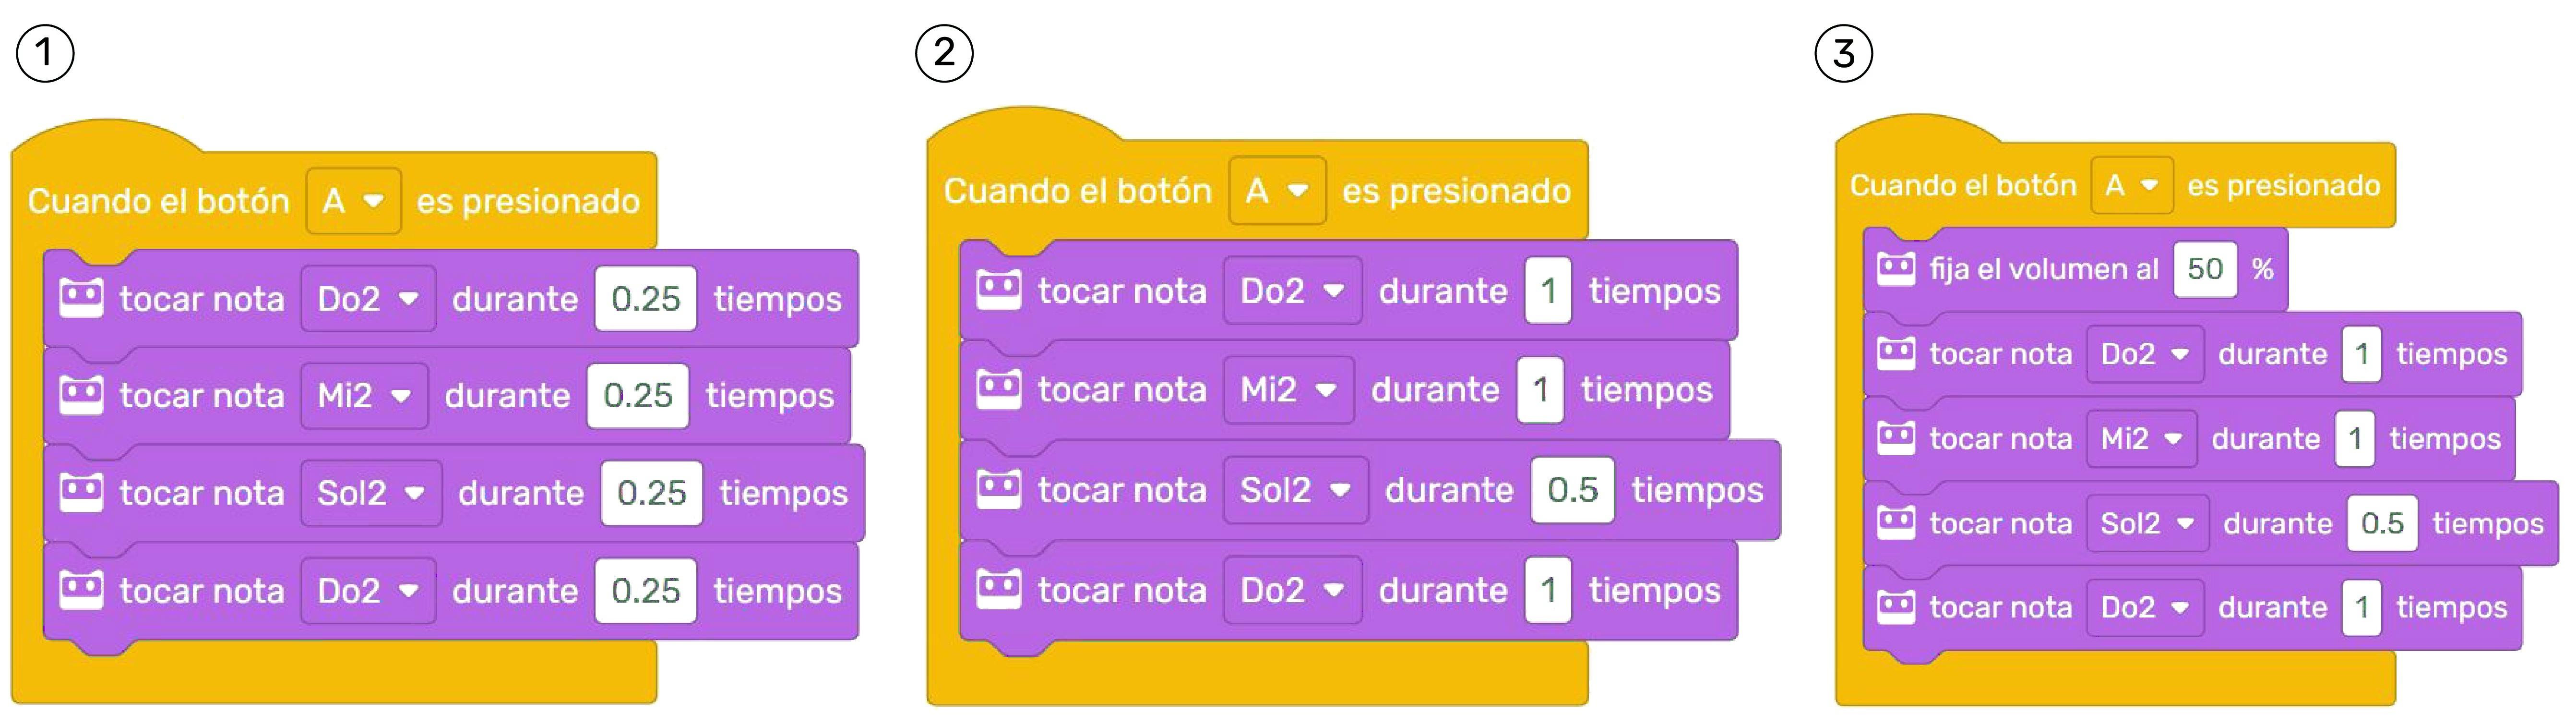 1
Cuando el botón A es presionado
tocar nota Do2 durante 0.25 tiempos
tocar nota Mi2 durante 0.25 tiempos
tocar nota Sol2 durante 0.25 tiempos
tocar nota Do2 durante 0.25 tiempos
2
Cuando el botón A es presionado
tocar nota Do2 durante 1 tiempos
tocar nota Mi2 durante 1 tiempos
tocar nota Sol2 durante 0.5 tiempos
tocar nota Do2 durante 1 tiempos
3
Cuando el botón A es presionado
fija el volumen al 50 %
tocar nota Do2 durante 1 tiempos
tocar nota Mi2 durante 1 tiempos
tocar nota Sol2 durante 0.5 tiempos
tocar nota Do2 durante 1 tiempos